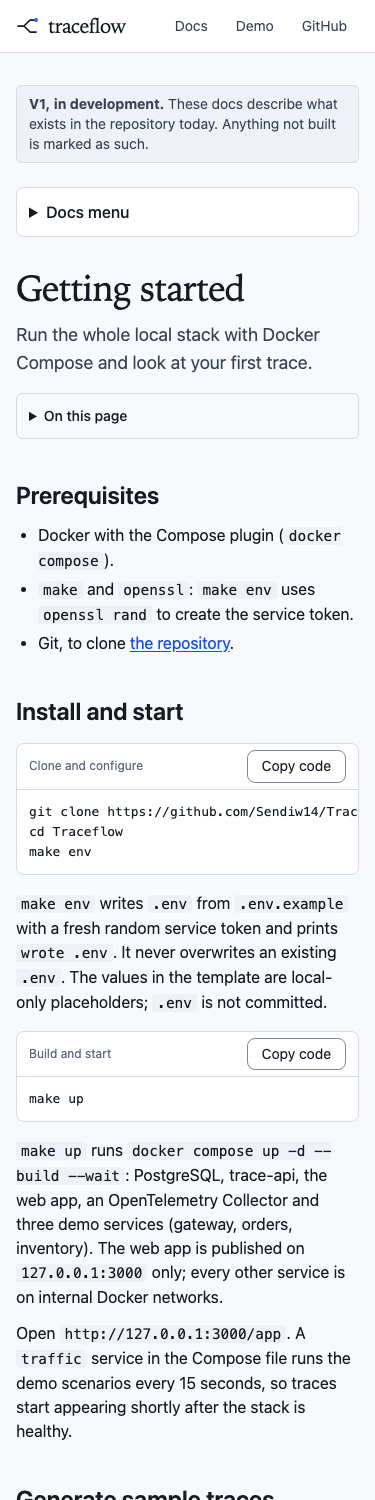 traceflow
Docs
Demo
GitHub
V1, in development. These docs describe what
exists in the repository today. Anything not built
is marked as such.
Docs menu
Getting started
Run the whole local stack with Docker
Compose and look at your first trace.
On this page
Prerequisites
• Docker with the Compose plugin ( docker
compose ).
• make and openssl : make env uses
openssl rand to create the service token.
• Git, to clone the repository.
Install and start
Clone and configure
Copy code
git clone https://github.com/Sendiw14/Trac
cd Traceflow
make env
make env writes .env from .env.example
with a fresh random service token and prints
wrote .env . It never overwrites an existing
.env . The values in the template are local-
only placeholders; .env is not committed.
Build and start
Copy code
make up
make up runs docker compose up -d --
build --wait : PostgreSQL, trace-api, the
web app, an OpenTelemetry Collector and
three demo services (gateway, orders,
inventory). The web app is published on
127.0.0.1:3000 only; every other service is
on internal Docker networks.
Open http://127.0.0.1:3000/app . A
traffic service in the Compose file runs the
demo scenarios every 15 seconds, so traces
start appearing shortly after the stack is
healthy.
Generate sample traces